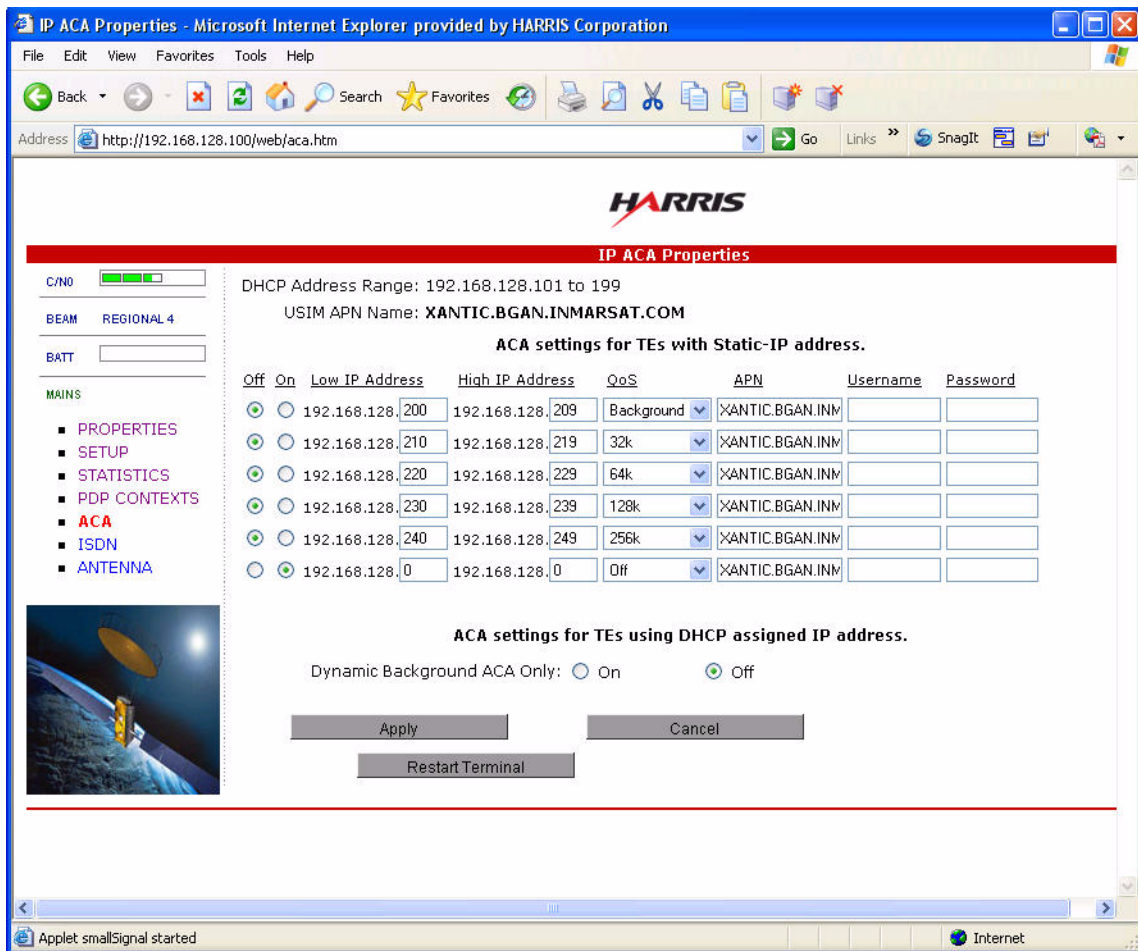 IP ACA Properties - Microsoft Internet Explorer provided by HARRIS Corporation
File Edit View Favorites Tools Help
Back Search Favorites
Address http://192.168.128.100/web/aca.htm Go Links » SnagIt
HARRIS
IP ACA Properties
C/N0
BEAM REGIONAL 4
BATT
MAINS
PROPERTIES
SETUP
STATISTICS
PDP CONTEXTS
ACA
ISDN
ANTENNA
DHCP Address Range: 192.168.128.101 to 199
USIM APN Name: XANTIC.BGAN.INMARSAT.COM
ACA settings for TEs with Static-IP address.
Off On Low IP Address High IP Address QoS APN Username Password
192.168.128. 200 192.168.128. 209 Background XANTIC.BGAN.INM
192.168.128. 210 192.168.128. 219 32k XANTIC.BGAN.INM
192.168.128. 220 192.168.128. 229 64k XANTIC.BGAN.INM
192.168.128. 230 192.168.128. 239 128k XANTIC.BGAN.INM
192.168.128. 240 192.168.128. 249 256k XANTIC.BGAN.INM
192.168.128. 0 192.168.128. 0 Off XANTIC.BGAN.INM
ACA settings for TEs using DHCP assigned IP address.
Dynamic Background ACA Only: On Off
Apply Cancel
Restart Terminal
Applet smallSignal started Internet